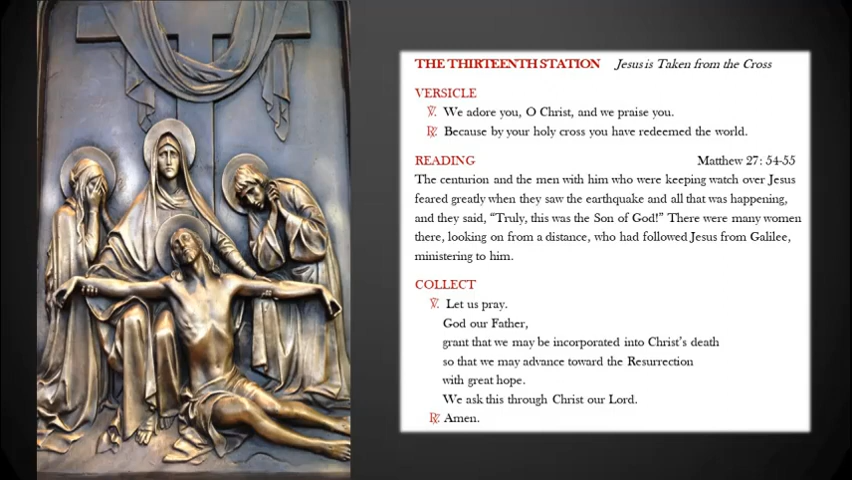 THE THIRTEENTH STATION Jesus is Taken from the Cross
VERSICLE
℣. We adore you, O Christ, and we praise you.
℟. Because by your holy cross you have redeemed the world.
READING Matthew 27: 54-55
The centurion and the men with him who were keeping watch over Jesus
feared greatly when they saw the earthquake and all that was happening,
and they said, “Truly, this was the Son of God!” There were many women
there, looking on from a distance, who had followed Jesus from Galilee,
ministering to him.
COLLECT
℣. Let us pray.
God our Father,
grant that we may be incorporated into Christ’s death
so that we may advance toward the Resurrection
with great hope.
We ask this through Christ our Lord.
℟. Amen.